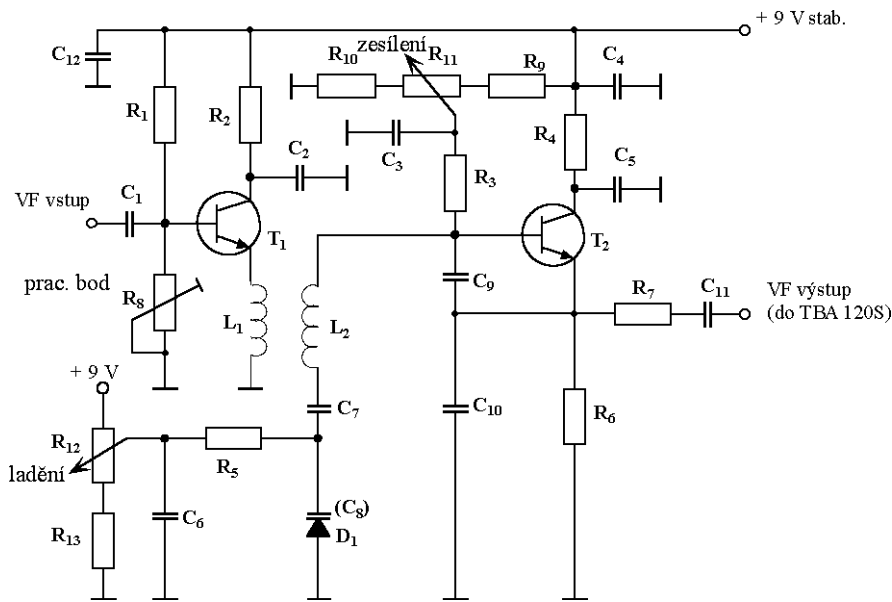 + 9 V stab.
C12
zesílení
R10
R11
R9
C4
R1
R2
R4
C3
C2
C5
R3
C1
VF vstup
T1
T2
prac. bod
R8
C9
R7
C11
VF výstup
(do TBA 120S)
L1
L2
+ 9 V
C7
C10
R6
R12
R5
ladění
(C8)
C6
D1
R13